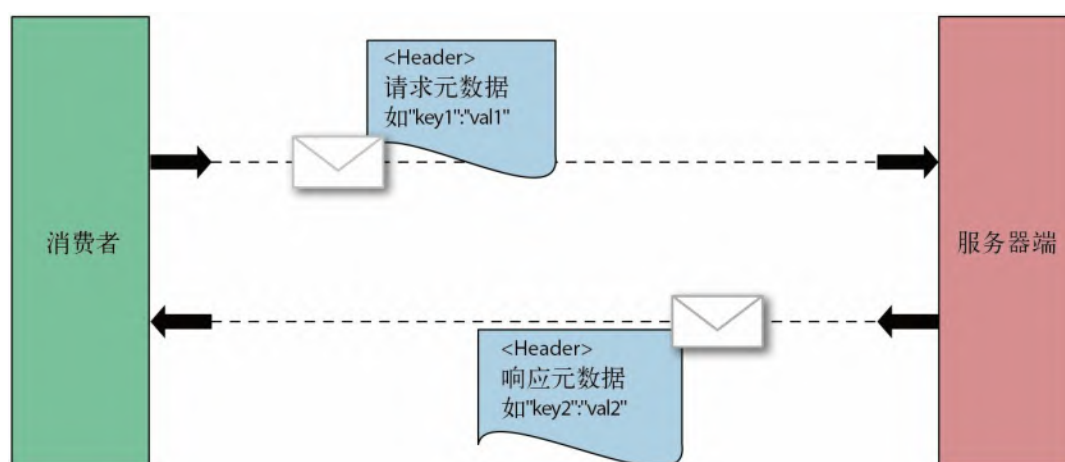 <Header>
请求元数据
如"key1":"val1"
消费者
服务器端
<Header>
响应元数据
如"key2":"val2"